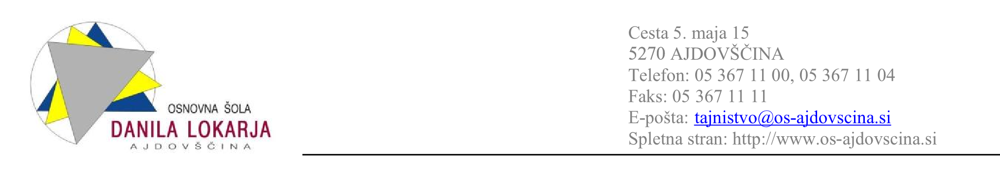 OSNOVNA ŠOLA
DANILA LOKARJA
AJDOVŠČINA
Cesta 5. maja 15
5270 AJDOVŠČINA
Telefon: 05 367 11 00, 05 367 11 04
Faks: 05 367 11 11
E-pošta: tajnistvo@os-ajdovscina.si
Spletna stran: http://www.os-ajdovscina.si